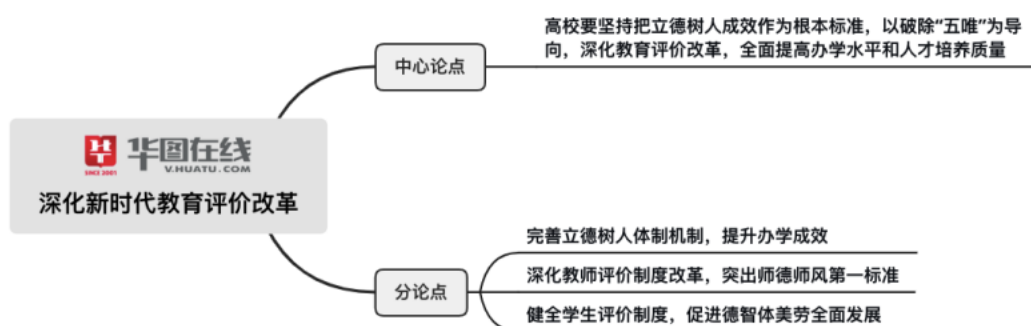 高校要坚持把立德树人成效作为根本标准，以破除“五唯”为导
向，深化教育评价改革，全面提高办学水平和人才培养质量
中心论点
HT
SINCE 2001
华图在线
V.HUATU.COM
深化新时代教育评价改革
完善立德树人体制机制，提升办学成效
深化教师评价制度改革，突出师德师风第一标准
分论点
健全学生评价制度，促进德智体美劳全面发展